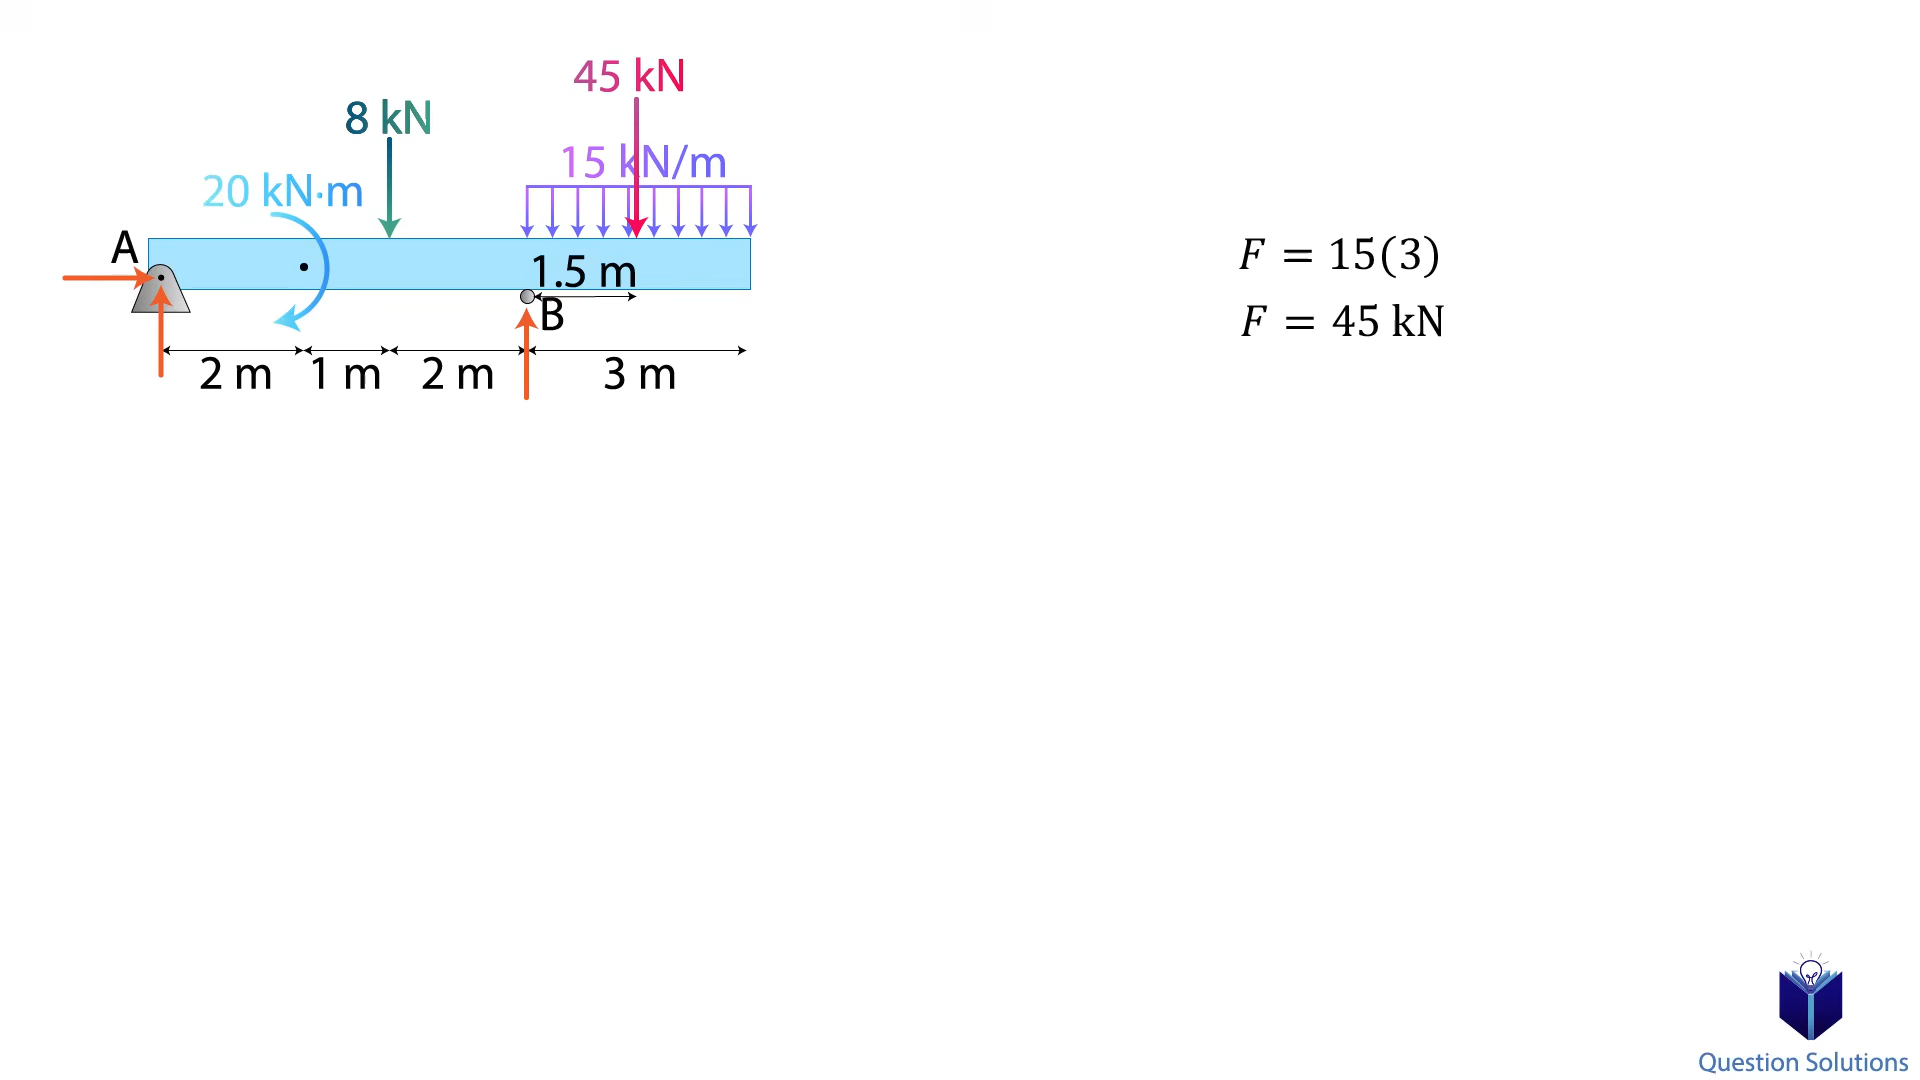 45 kN
8 kN
15 kN/m
20 kN·m
A
1.5 m
B
2 m 1 m 2 m 3 m
F = 15(3)
F = 45 kN
Question Solutions